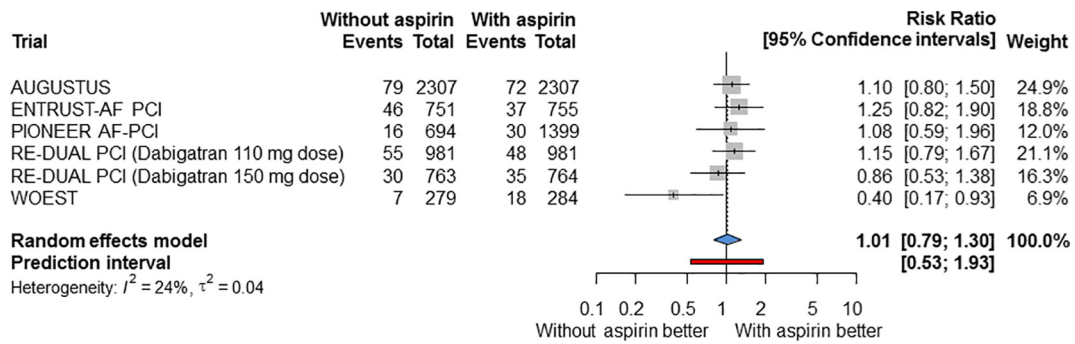 Without aspirin With aspirin Risk Ratio
Trial Events Total Events Total [95% Confidence intervals] Weight
AUGUSTUS 79 2307 72 2307 1.10 [0.80; 1.50] 24.9%
ENTRUST-AF PCI 46 751 37 755 1.25 [0.82; 1.90] 18.8%
PIONEER AF-PCI 16 694 30 1399 1.08 [0.59; 1.96] 12.0%
RE-DUAL PCI (Dabigatran 110 mg dose) 55 981 48 981 1.15 [0.79; 1.67] 21.1%
RE-DUAL PCI (Dabigatran 150 mg dose) 30 763 35 764 0.86 [0.53; 1.38] 16.3%
WOEST 7 279 18 284 0.40 [0.17; 0.93] 6.9%
Random effects model 1.01 [0.79; 1.30] 100.0%
Prediction interval [0.53; 1.93]
Heterogeneity: I² = 24%, τ² = 0.04
0.1 0.2 0.5 1 2 5 10
Without aspirin better With aspirin better